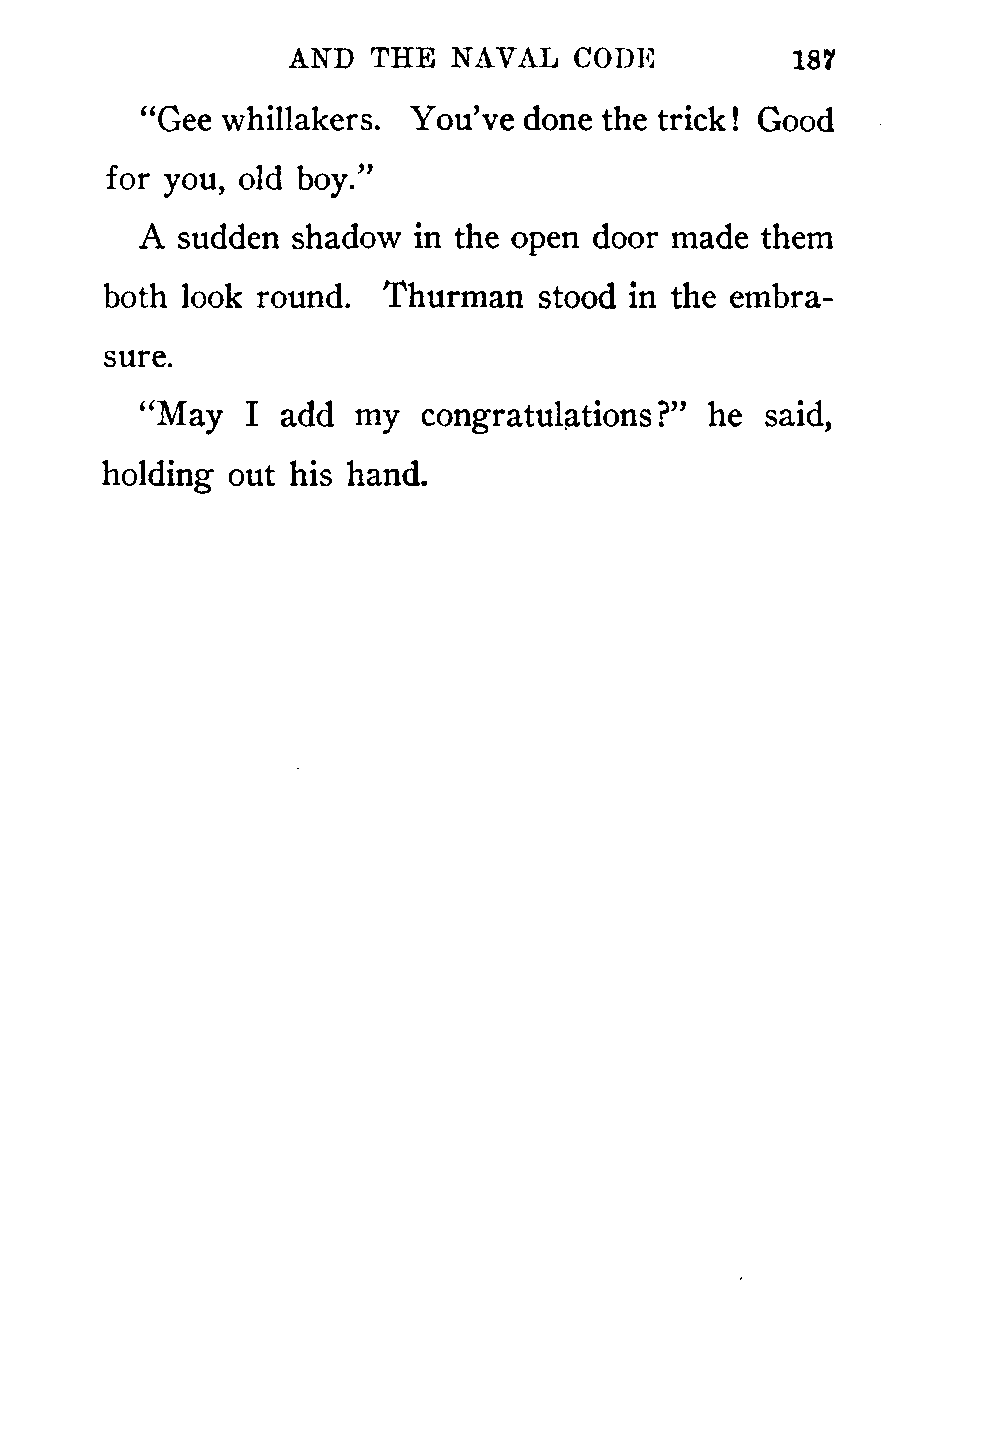 AND THE NAVAL CODE 187
“Gee whillakers. You’ve done the trick! Good
for you, old boy.”
A sudden shadow in the open door made them
both look round. Thurman stood in the embra-
sure.
“May I add my congratulations?” he said,
holding out his hand.